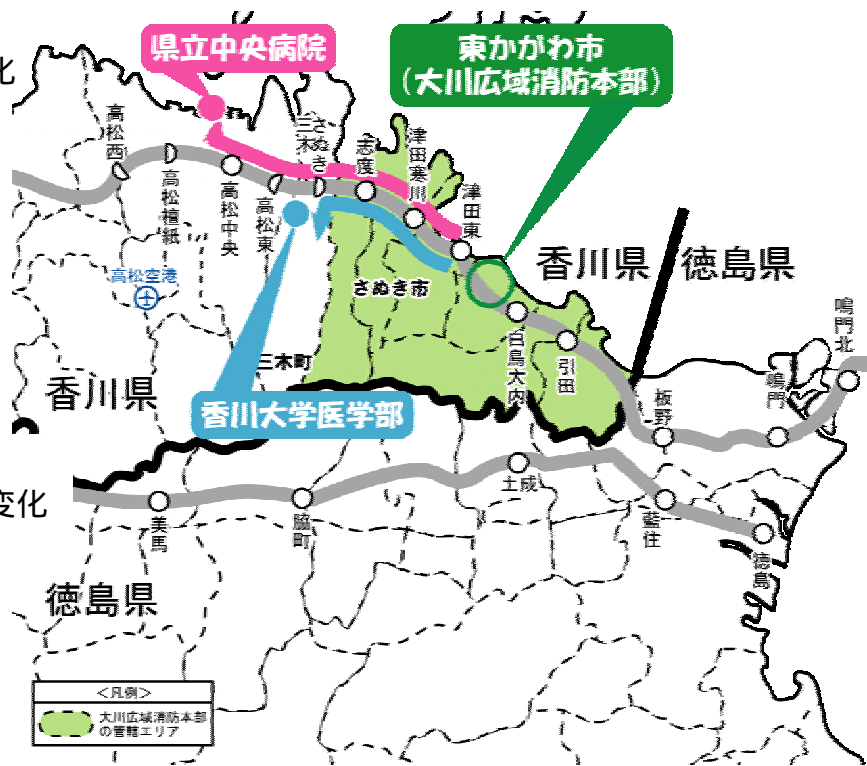 化
県立中央病院
東かがわ市
(大川広域消防本部)
高松西
高松檀紙
高松中央
高松東
三木
さぬき
志度
津田寒川
津田東
高松空港
さぬき市
三木町
香川県
徳島県
白鳥大内
引田
板野
鳴門
鳴門北
香川県
香川大学医学部
変化
美馬
脇町
土成
藍住
徳島
徳島県
<凡例>
大川広域消防本部
の管轄エリア